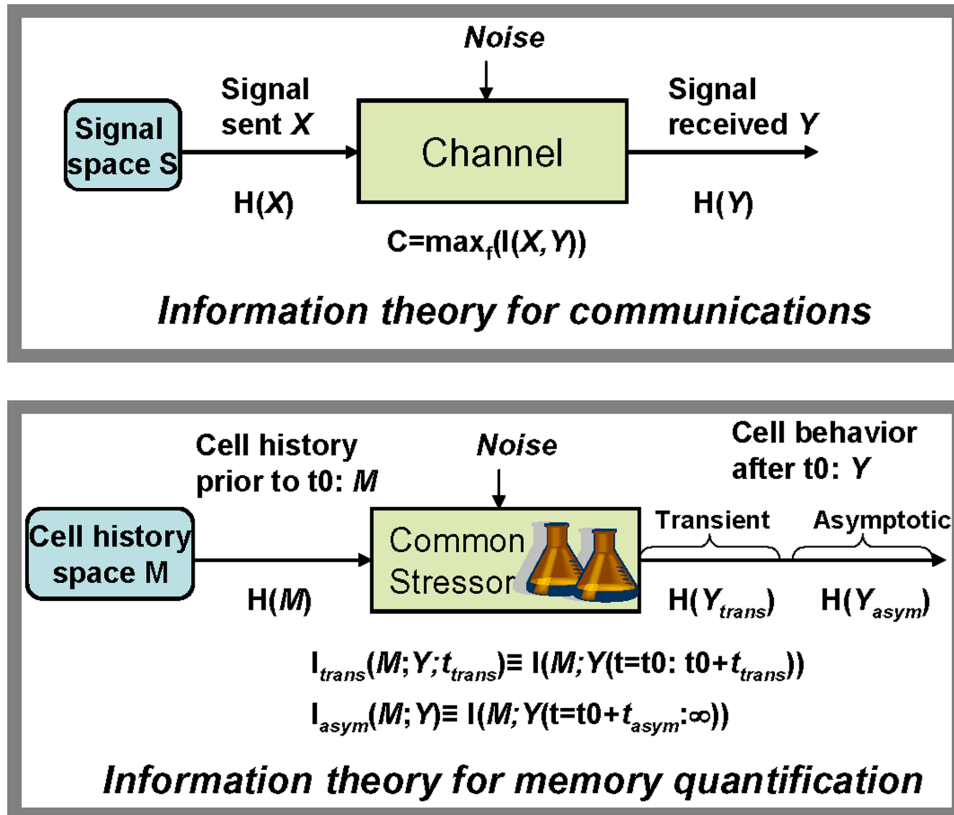 Noise
Signal
sent X
Signal
received Y
Signal
space S
Channel
H(X)
H(Y)
C=maxf(I(X,Y))
Information theory for communications
Cell history
prior to t0: M
Noise
Cell behavior
after t0: Y
Cell history
space M
Common
Stressor
Transient
Asymptotic
H(M)
H(Ytrans)
H(Yasym)
Itrans(M;Y;ttrans)≡ I(M;Y(t=t0: t0+ttrans))
Iasym(M;Y)≡ I(M;Y(t=t0+tasym:∞))
Information theory for memory quantification